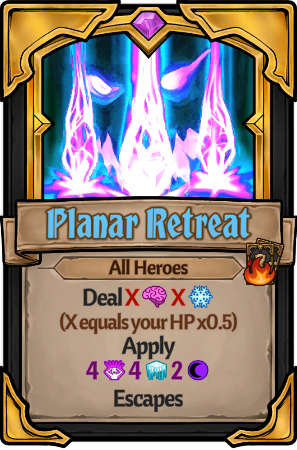 Planar Retreat
All Heroes
Deal X X
(X equals your HP x0.5)
Apply
4 4 2
Escapes